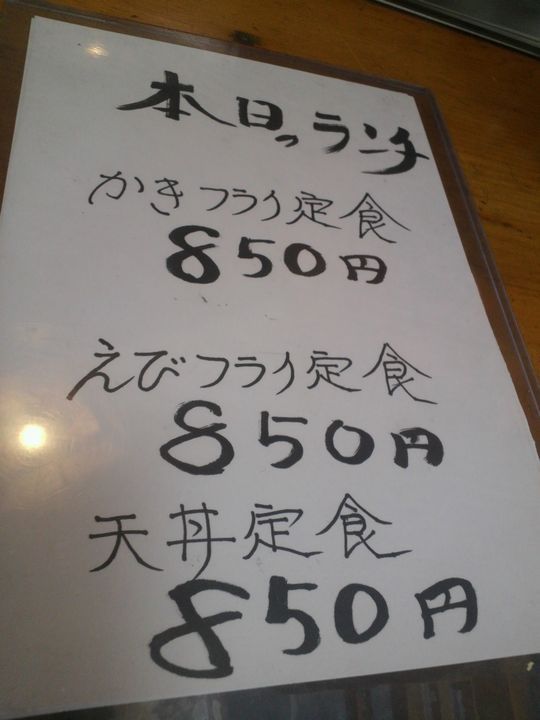 本日のランチ
かきフライ定食
850円
えびフライ定食
850円
天丼定食
850円